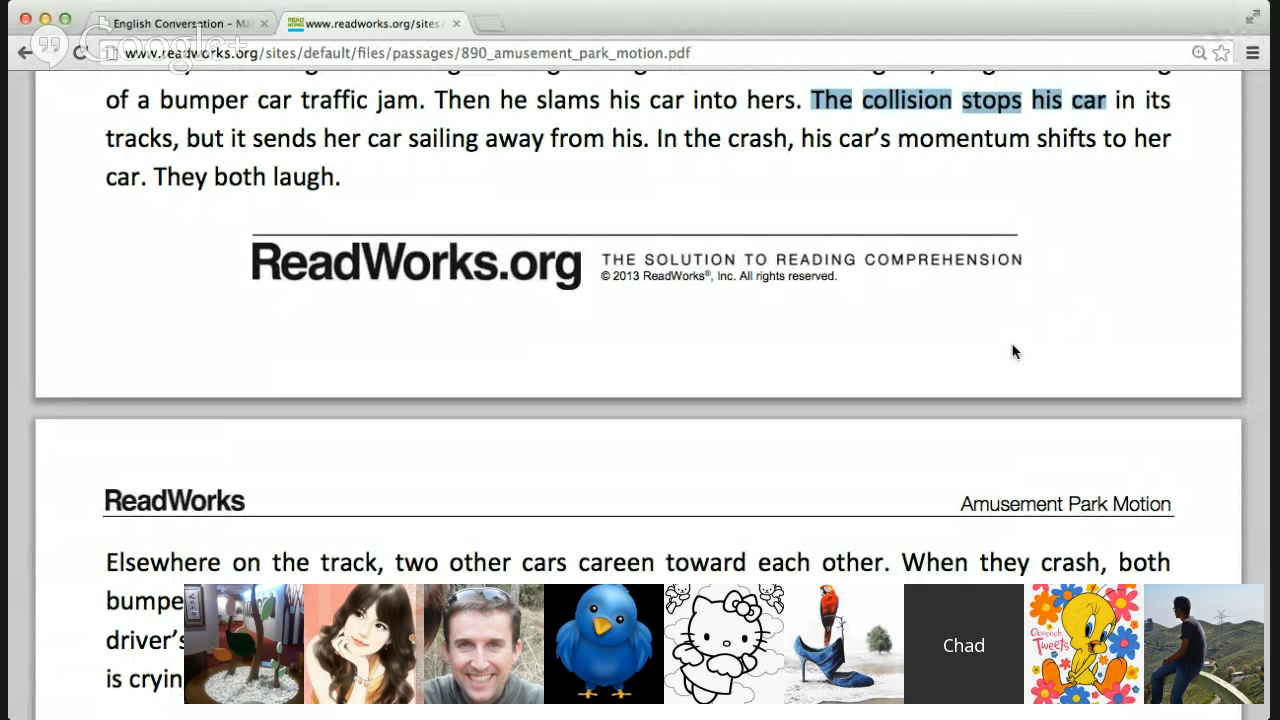 English Conversation – Ma
www.readworks.org/sites
Google+
www.readworks.org/sites/default/files/passages/890_amusement_park_motion.pdf
of a bumper car traffic jam. Then he slams his car into hers. The collision stops his car in its
tracks, but it sends her car sailing away from his. In the crash, his car’s momentum shifts to her
car. They both laugh.
ReadWorks.org THE SOLUTION TO READING COMPREHENSION
© 2013 ReadWorks®, Inc. All rights reserved.
ReadWorks Amusement Park Motion
Elsewhere on the track, two other cars careen toward each other. When they crash, both
bumpe
driver’s
is cryin
Chad
Ooooooh..
Tweets